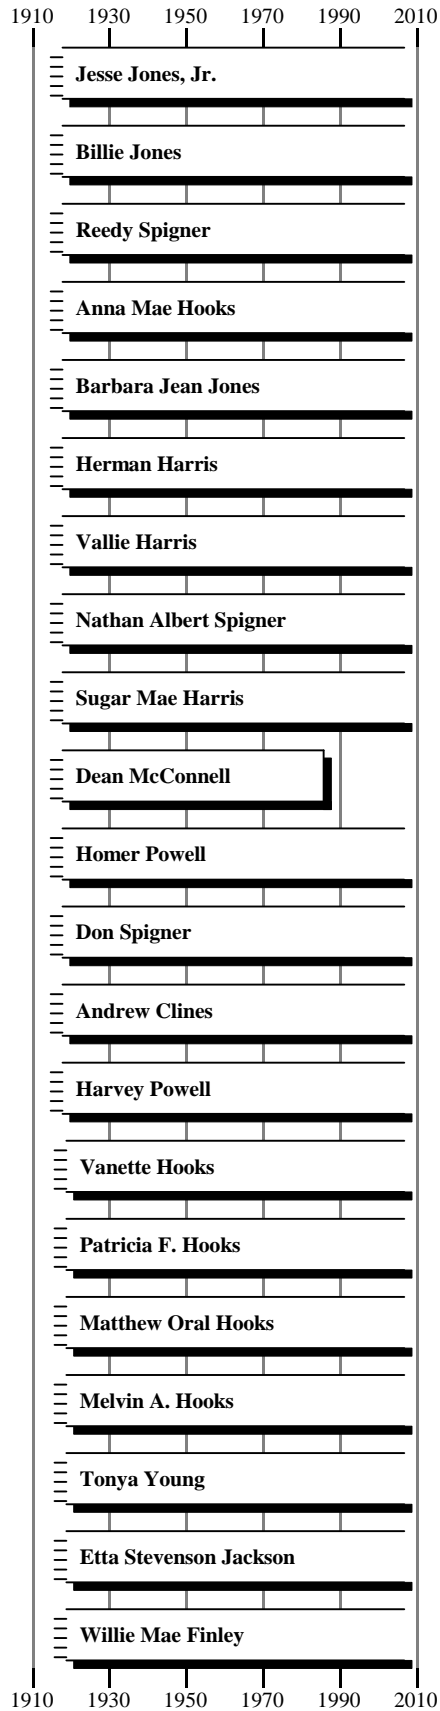 1910 1930 1950 1970 1990 2010
Jesse Jones, Jr.
Billie Jones
Reedy Spigner
Anna Mae Hooks
Barbara Jean Jones
Herman Harris
Vallie Harris
Nathan Albert Spigner
Sugar Mae Harris
Dean McConnell
Homer Powell
Don Spigner
Andrew Clines
Harvey Powell
Vanette Hooks
Patricia F. Hooks
Matthew Oral Hooks
Melvin A. Hooks
Tonya Young
Etta Stevenson Jackson
Willie Mae Finley
1910 1930 1950 1970 1990 2010